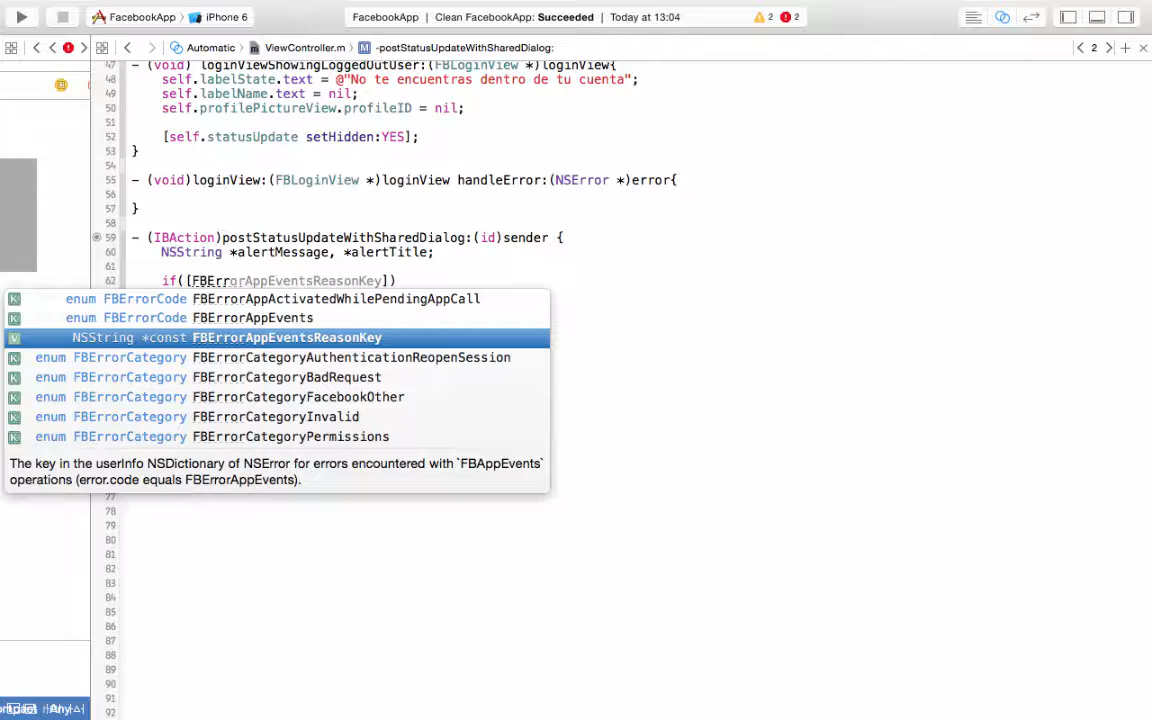 FacebookApp iPhone 6
FacebookApp Clean FacebookApp: Succeeded Today at 13:04 2 2
Automatic ViewController.m M -postStatusUpdateWithSharedDialog: 2
47 - (void) loginViewShowingLoggedOutUser:(FBLoginView *)loginView{
48 self.labelState.text = @"No te encuentras dentro de tu cuenta";
49 self.labelName.text = nil;
50 self.profilePictureView.profileID = nil;
51
52 [self.statusUpdate setHidden:YES];
53 }
54
55 - (void)loginView:(FBLoginView *)loginView handleError:(NSError *)error{
56
57 }
58
59 - (IBAction)postStatusUpdateWithSharedDialog:(id)sender {
60 NSString *alertMessage, *alertTitle;
61
62 if([FBErrorAppEventsReasonKey])
K enum FBErrorCode FBErrorAppActivatedWhilePendingAppCall
K enum FBErrorCode FBErrorAppEvents
V NSString *const FBErrorAppEventsReasonKey
K enum FBErrorCategory FBErrorCategoryAuthenticationReopenSession
K enum FBErrorCategory FBErrorCategoryBadRequest
K enum FBErrorCategory FBErrorCategoryFacebookOther
K enum FBErrorCategory FBErrorCategoryInvalid
K enum FBErrorCategory FBErrorCategoryPermissions
The key in the userInfo NSDictionary of NSError for errors encountered with `FBAppEvents`
operations (error.code equals FBErrorAppEvents).
77
78
79
80
81
82
83
84
85
86
87
88
89
90
91
92
Any